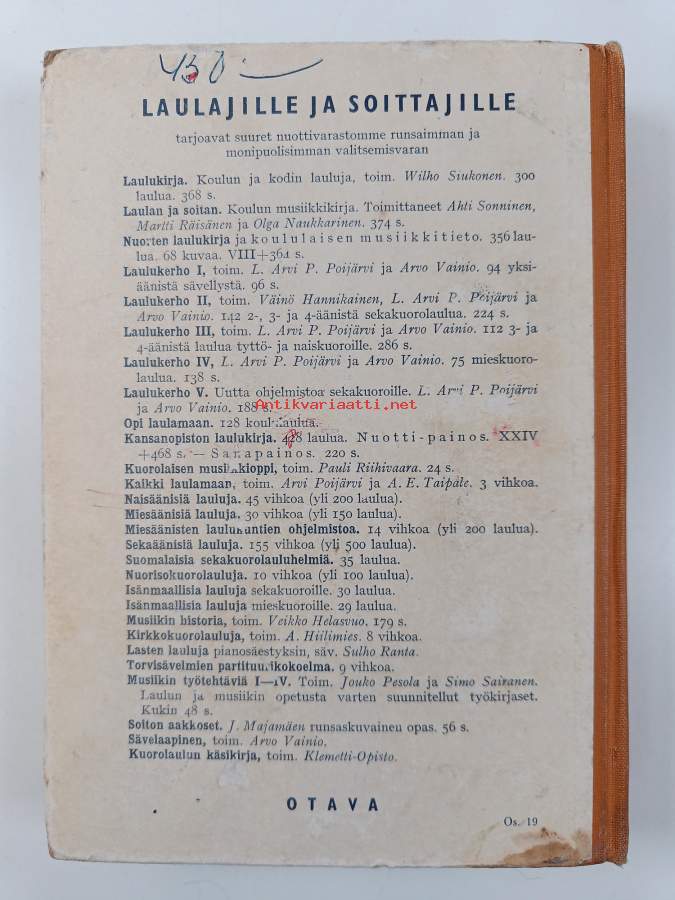 430 —
LAULAJILLE JA SOITTAJILLE
tarjoavat suuret nuottivarastomme runsaimman ja
monipuolisimman valitsemisvaran
Laulukirja. Koulun ja kodin lauluja, toim. Wilho Siukonen. 300
laulua. 368 s.
Laulan ja soitan. Koulun musiikkikirja. Toimittaneet Ahti Sonninen,
Martti Räisänen ja Olga Naukkarinen. 374 s.
Nuorten laulukirja ja koululaisen musiikkitieto. 356 lau-
lua. 68 kuvaa. VIII+364 s.
Laulukerho I, toim. L. Arvi P. Poijärvi ja Arvo Vainio. 94 yksi-
äänistä sävellystä. 96 s.
Laulukerho II, toim. Väinö Hannikainen, L. Arvi P. Poijärvi ja
Arvo Vainio. 142 2-, 3- ja 4-äänistä sekakuorolaulua. 224 s.
Laulukerho III, toim. L. Arvi P. Poijärvi ja Arvo Vainio. 112 3- ja
4-äänistä laulua tyttö- ja naiskuoroille. 286 s.
Laulukerho IV, L. Arvi P. Poijärvi ja Arvo Vainio. 75 mieskuoro-
laulua. 138 s.
Laulukerho V. Uutta ohjelmistoa sekakuoroille. L. Arvi P. Poijärvi
ja Arvo Vainio. 188 s.
Antikvariaatti.net
Opi laulamaan. 128 koululaulua.
Kansanopiston laulukirja. 428 laulua. Nuotti-painos. XXIV
+468 s. — Sanapainos. 220 s.
Kuorolaisen musiikkioppi, toim. Pauli Riihivaara. 24 s.
Kaikki laulamaan, toim. Arvi Poijärvi ja A. E. Taipale. 3 vihkoa.
Naisäänisiä lauluja. 45 vihkoa (yli 200 laulua).
Miesäänisiä lauluja. 30 vihkoa (yli 150 laulua).
Miesäänisten laulukuntien ohjelmistoa. 14 vihkoa (yli 200 laulua).
Sekaäänisiä lauluja. 155 vihkoa (yli 500 laulua).
Suomalaisia sekakuorolauluhelmiä. 35 laulua.
Nuorisokuorolauluja. 10 vihkoa (yli 100 laulua).
Isänmaallisia lauluja sekakuoroille. 30 laulua.
Isänmaallisia lauluja mieskuoroille. 29 laulua.
Musiikin historia, toim. Veikko Helasvuo. 179 s.
Kirkkokuorolauluja, toim. A. Hiilimies. 8 vihkoa.
Lasten lauluja pianosäestyksin, säv. Sulho Ranta.
Torvisävelmien partituurikokoelma. 9 vihkoa.
Musiikin työtehtäviä I—IV. Toim. Jouko Pesola ja Simo Sairanen.
Laulun ja musiikin opetusta varten suunnitellut työkirjaset.
Kukin 48 s.
Soiton aakkoset. J. Majamäen runsaskuvainen opas. 56 s.
Sävelaapinen, toim. Arvo Vainio.
Kuorolaulun käsikirja, toim. Klemetti-Opisto.
OTAVA
Os. 19